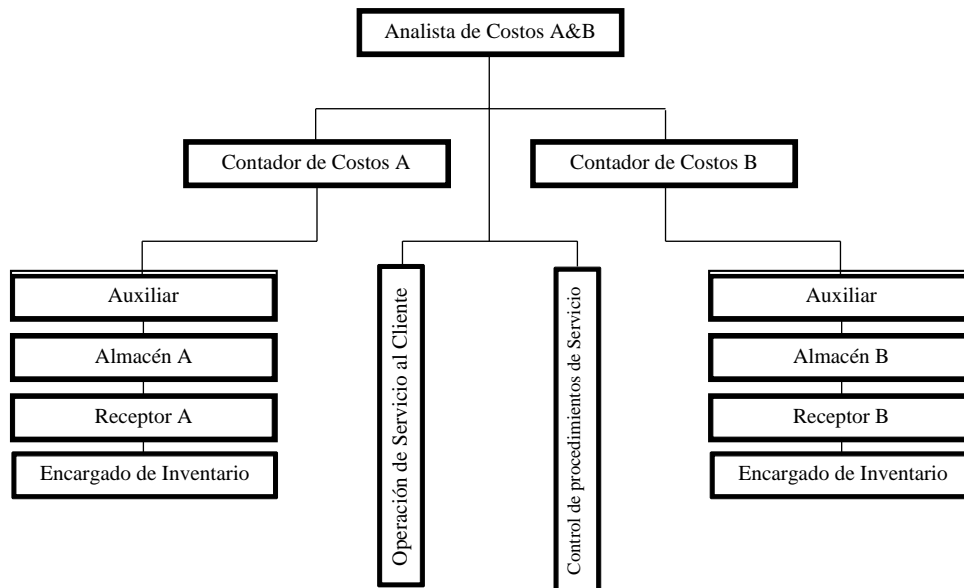 Analista de Costos A&B
Contador de Costos A
Contador de Costos B
Auxiliar
Almacén A
Receptor A
Encargado de Inventario
Operación de Servicio al Cliente
Control de procedimientos de Servicio
Auxiliar
Almacén B
Receptor B
Encargado de Inventario